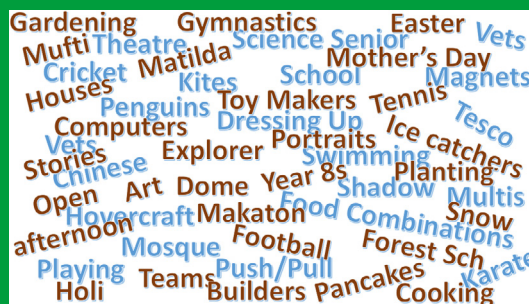 Gardening Gymnastics Easter Vets
Mufti Theatre Matilda Science Senior Mother's Day
Cricket Kites School Magnets
Houses Penguins Toy Makers Tennis Tesco
Computers Dressing Up Ice catchers
Vets Explorer Portraits Swimming
Stories Chinese Art Dome Year 8s Planting
Open Shadow Multis
Hovercraft Makaton Food Combinations Snow
afternoon Mosque Football Forest Sch
Playing Teams Push/Pull Pancakes Karate
Holi Builders Cooking